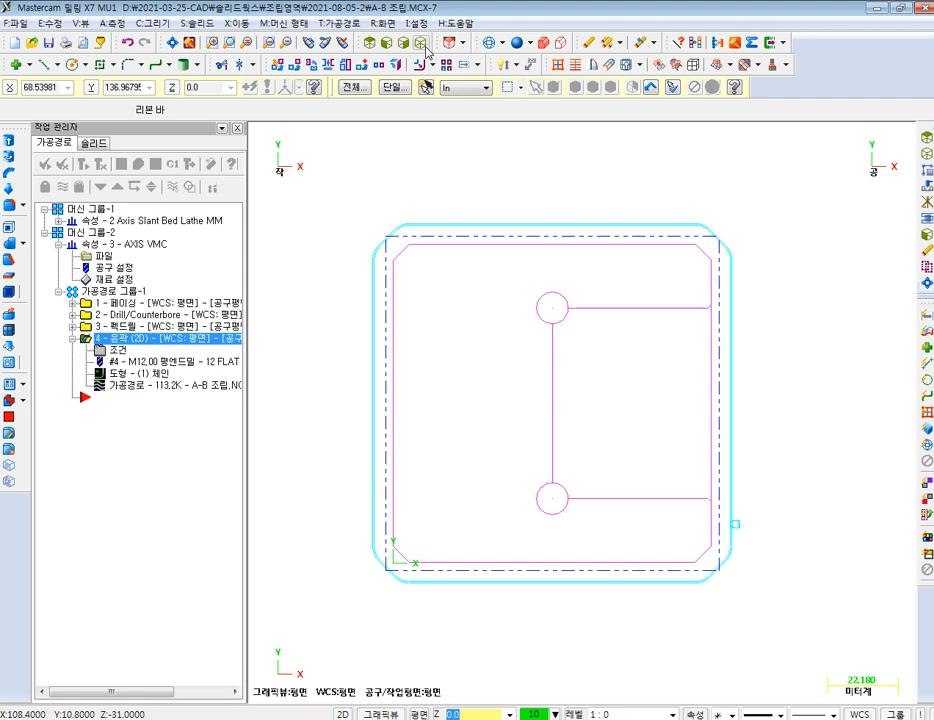 Mastercam 밀링 X7 MU1 D:₩2021-03-25-CAD₩솔리드웍스₩조립영역₩2021-08-05-2₩A-B 조립.MCX-7
F:파일 E:수정 V:뷰 A:측정 C:그리기 S:솔리드 X:이동 M:머신 형태 T:가공경로 R:화면 I:설정 H:도움말
X 68.53981 Y 136.9679 Z 0.0 전체... 단일... In
리본 바
작업 관리자
가공경로 솔리드
G1
머신 그룹-1
속성 - 2 Axis Slant Bed Lathe MM
머신 그룹-2
속성 - 3 - AXIS VMC
파일
공구 설정
재료 설정
가공경로 그룹-1
1 - 페이싱 - [WCS: 평면] - [공구평
2 - Drill/Counterbore - [WCS:
3 - 펙드릴 - [WCS: 평면] - [공구
4 - 윤곽 (2D) - [WCS: 평면] - [공구
조건
#4 - M12.00 평엔드밀 - 12 FLAT
도형 - (1) 체인
가공경로 - 113.2K - A-B 조립.NC
Y
X
작
Y
X
공
Y
X
Y
X
22.180
미터계
그래픽뷰:평면 WCS:평면 공구/작업평면:평면
X:108.4000 Y:10.8000 Z:-31.0000 2D 그래픽뷰 평면 Z 0.0 10 레벨 1 : 0 속성 WCS 그룹